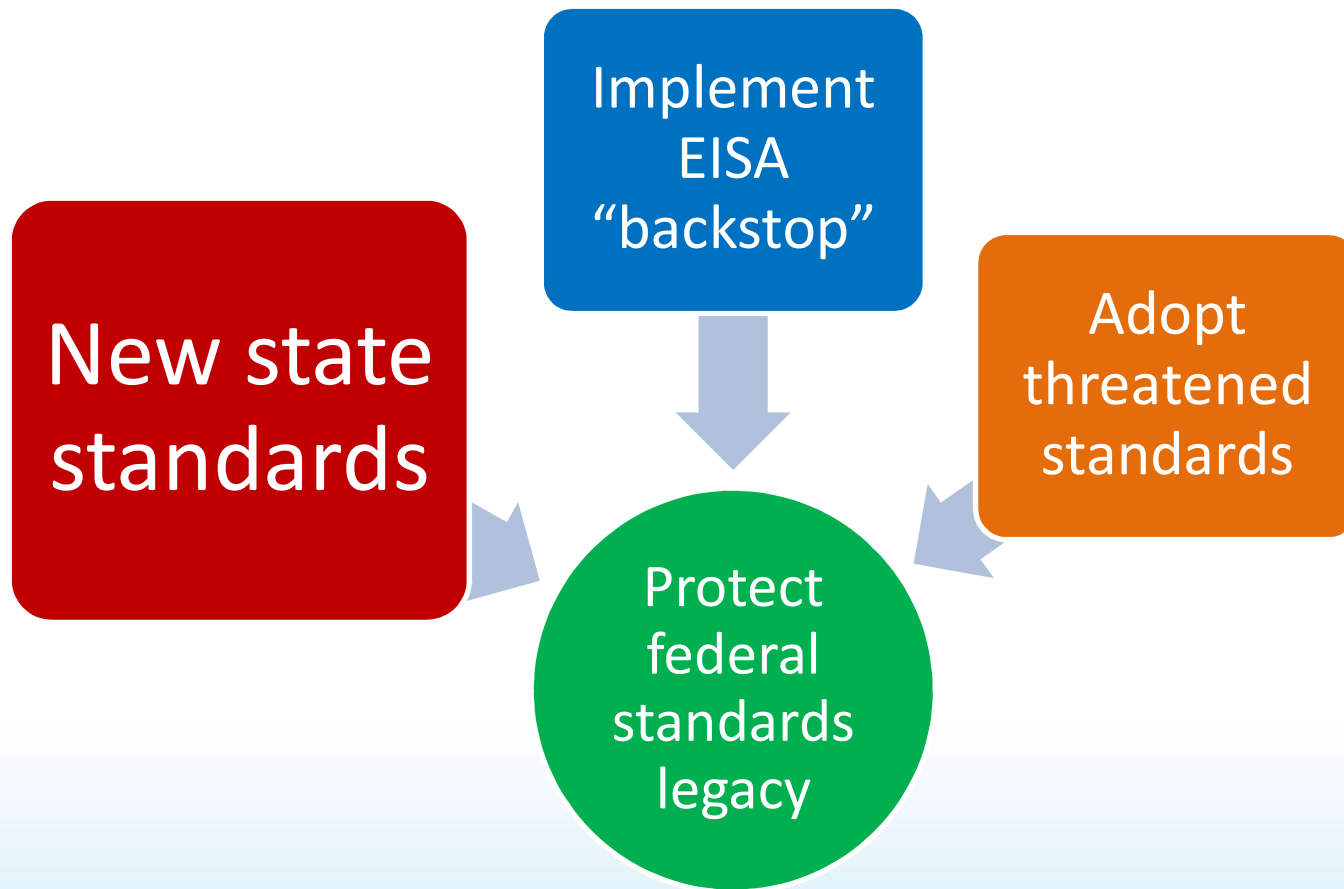 New state
standards
Implement
EISA
“backstop”
Adopt
threatened
standards
Protect
federal
standards
legacy